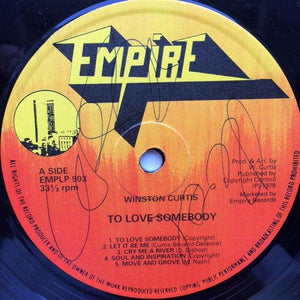 EMPIRE
A SIDE
EMPLP 903
33⅓ rpm
Prod. & Arr. by
W. Curtis
Published by
Copyright Control
(P) 1979
Marketed by
Empire Records
WINSTON CURTIS
TO LOVE SOMEBODY
1. TO LOVE SOMEBODY (Copyright)
2. LET IT BE ME (Curtis-Becaud-Delance)
3. CRY ME A RIVER (G. Bishop)
4. SOUL AND INSPIRATION (Copyright)
5. MOVE AND GROOVE (J. Nash)
ALL RIGHTS OF THE RECORD PRODUCER AND OF THE OWNER OF THE WORK REPRODUCED RESERVED. COPYING, PUBLIC PERFORMANCE AND BROADCASTING OF THIS RECORD PROHIBITED